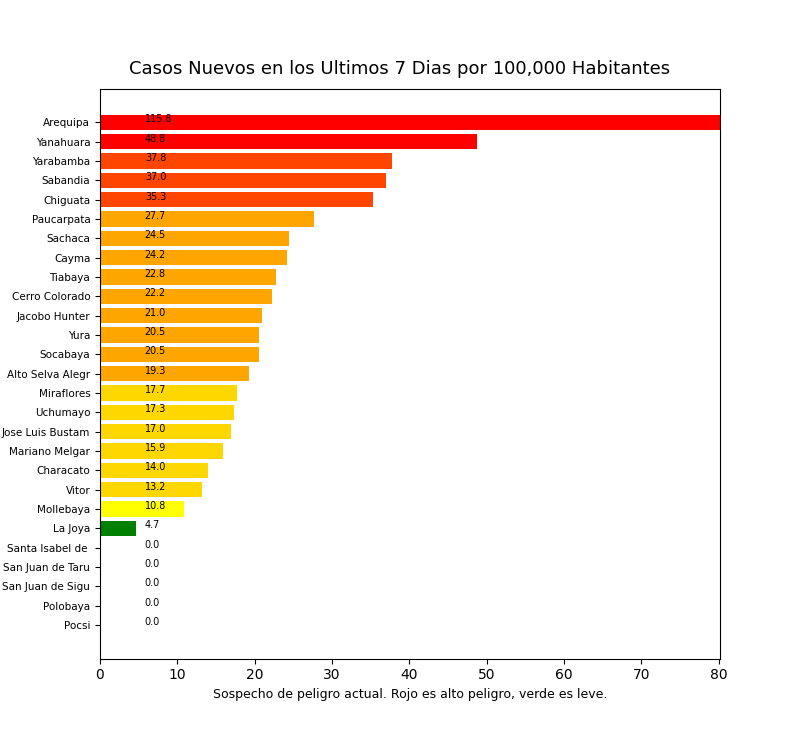 Casos Nuevos en los Ultimos 7 Dias por 100,000 Habitantes
Arequipa 115.8
Yanahuara 48.8
Yarabamba 37.8
Sabandia 37.0
Chiguata 35.3
Paucarpata 27.7
Sachaca 24.5
Cayma 24.2
Tiabaya 22.8
Cerro Colorado 22.2
Jacobo Hunter 21.0
Yura 20.5
Socabaya 20.5
Alto Selva Alegr 19.3
Miraflores 17.7
Uchumayo 17.3
Jose Luis Bustam 17.0
Mariano Melgar 15.9
Characato 14.0
Vitor 13.2
Mollebaya 10.8
La Joya 4.7
Santa Isabel de 0.0
San Juan de Taru 0.0
San Juan de Sigu 0.0
Polobaya 0.0
Pocsi 0.0
0 10 20 30 40 50 60 70 80
Sospecho de peligro actual. Rojo es alto peligro, verde es leve.